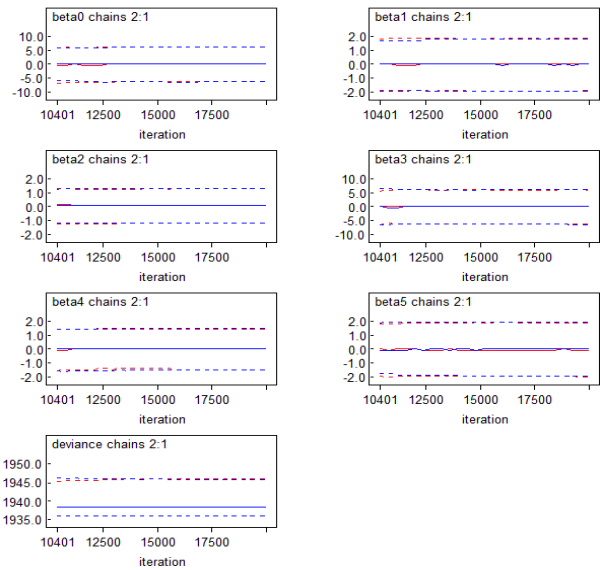 beta0 chains 2:1
10.0
5.0
0.0
-5.0
-10.0
10401 12500 15000 17500
iteration
beta1 chains 2:1
2.0
1.0
0.0
-1.0
-2.0
10401 12500 15000 17500
iteration
beta2 chains 2:1
2.0
1.0
0.0
-1.0
-2.0
10401 12500 15000 17500
iteration
beta3 chains 2:1
10.0
5.0
0.0
-5.0
-10.0
10401 12500 15000 17500
iteration
beta4 chains 2:1
2.0
1.0
0.0
-1.0
-2.0
10401 12500 15000 17500
iteration
beta5 chains 2:1
2.0
1.0
0.0
-1.0
-2.0
10401 12500 15000 17500
iteration
deviance chains 2:1
1950.0
1945.0
1940.0
1935.0
10401 12500 15000 17500
iteration